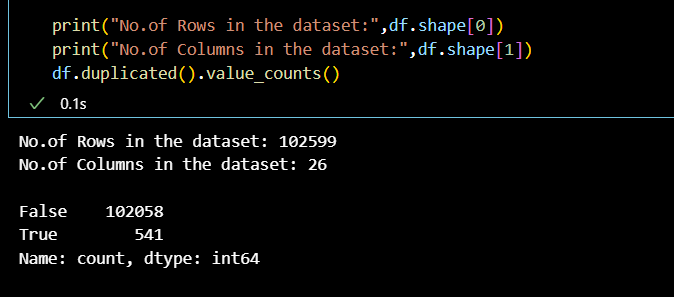 print("No.of Rows in the dataset:",df.shape[0])
print("No.of Columns in the dataset:",df.shape[1])
df.duplicated().value_counts()
✓ 0.1s
No.of Rows in the dataset: 102599
No.of Columns in the dataset: 26
False    102058
True        541
Name: count, dtype: int64